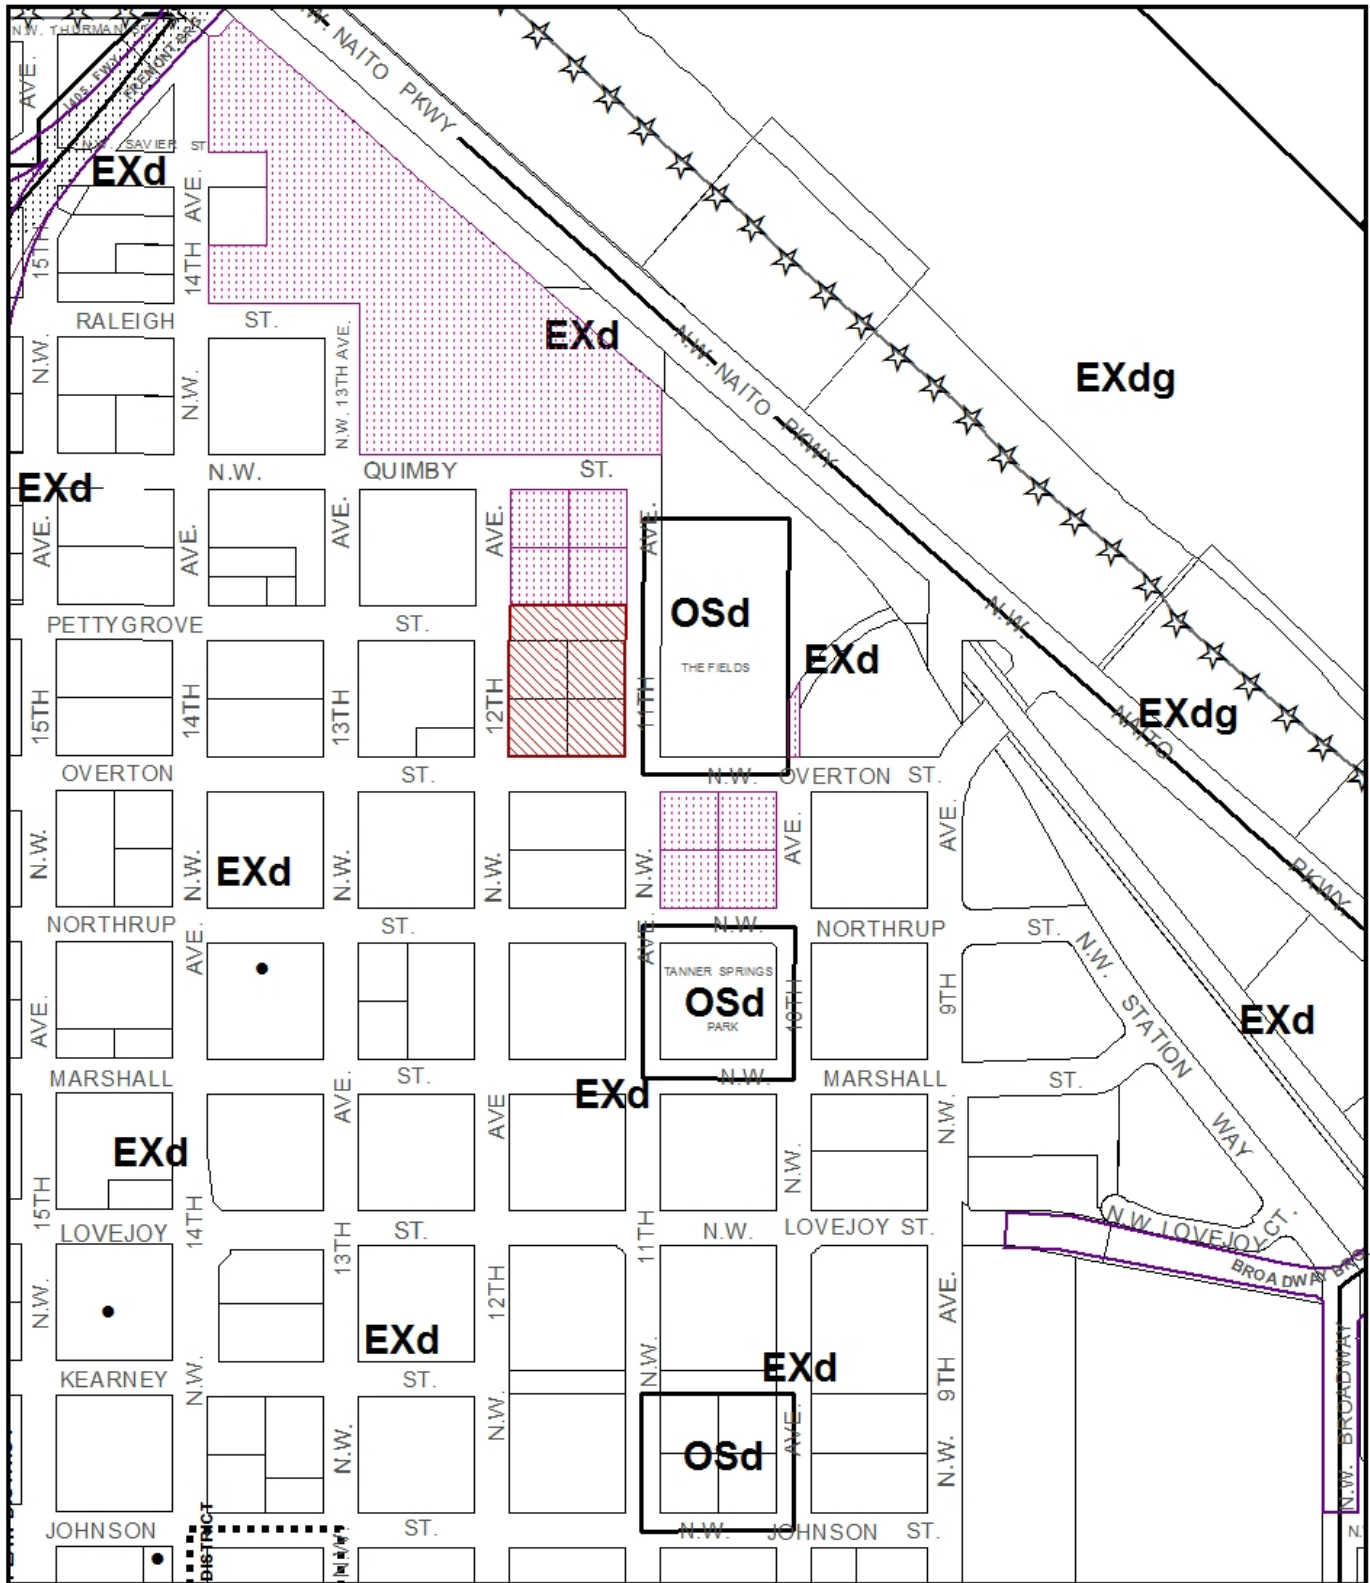 N.W. THURMAN ST.
I405 FWY
FREMONT BRG
N.W. NAITO PKWY
AVE.
N.W. SAVIER ST
EXd
15TH
14TH AVE.
RALEIGH ST.
N.W. 13TH AVE.
EXd
N.W. NAITO PKWY
EXdg
N.W.
N.W.
EXd
N.W. QUIMBY ST.
AVE.
AVE.
AVE.
AVE.
AVE.
OSd
THE FIELDS
EXd
N.W.
NAITO
PKWY
EXdg
PETTYGROVE ST.
15TH
14TH
13TH
12TH
11TH
OVERTON ST.
N.W. OVERTON ST.
N.W.
N.W.
EXd
N.W.
N.W.
N.W.
AVE.
AVE.
NORTHRUP ST.
N.W. NORTHRUP ST.
AVE.
AVE
AVE.
TANNER SPRINGS
OSd
PARK
10TH
9TH
N.W. STATION WAY
EXd
MARSHALL ST.
N.W. MARSHALL ST.
EXd
AVE.
AVE
N.W.
N.W.
EXd
15TH
14TH
13TH
12TH
11TH
LOVEJOY ST.
N.W. LOVEJOY ST.
N.W. LOVEJOY CT.
BROADWAY BRG
N.W.
N.W.
EXd
N.W.
EXd
AVE.
9TH
KEARNEY ST.
N.W.
N.W.
OSd
AVE.
N.W.
N.W. BROADWAY
JOHNSON ST.
N.W. JOHNSON ST.
DISTRICT
N.W.